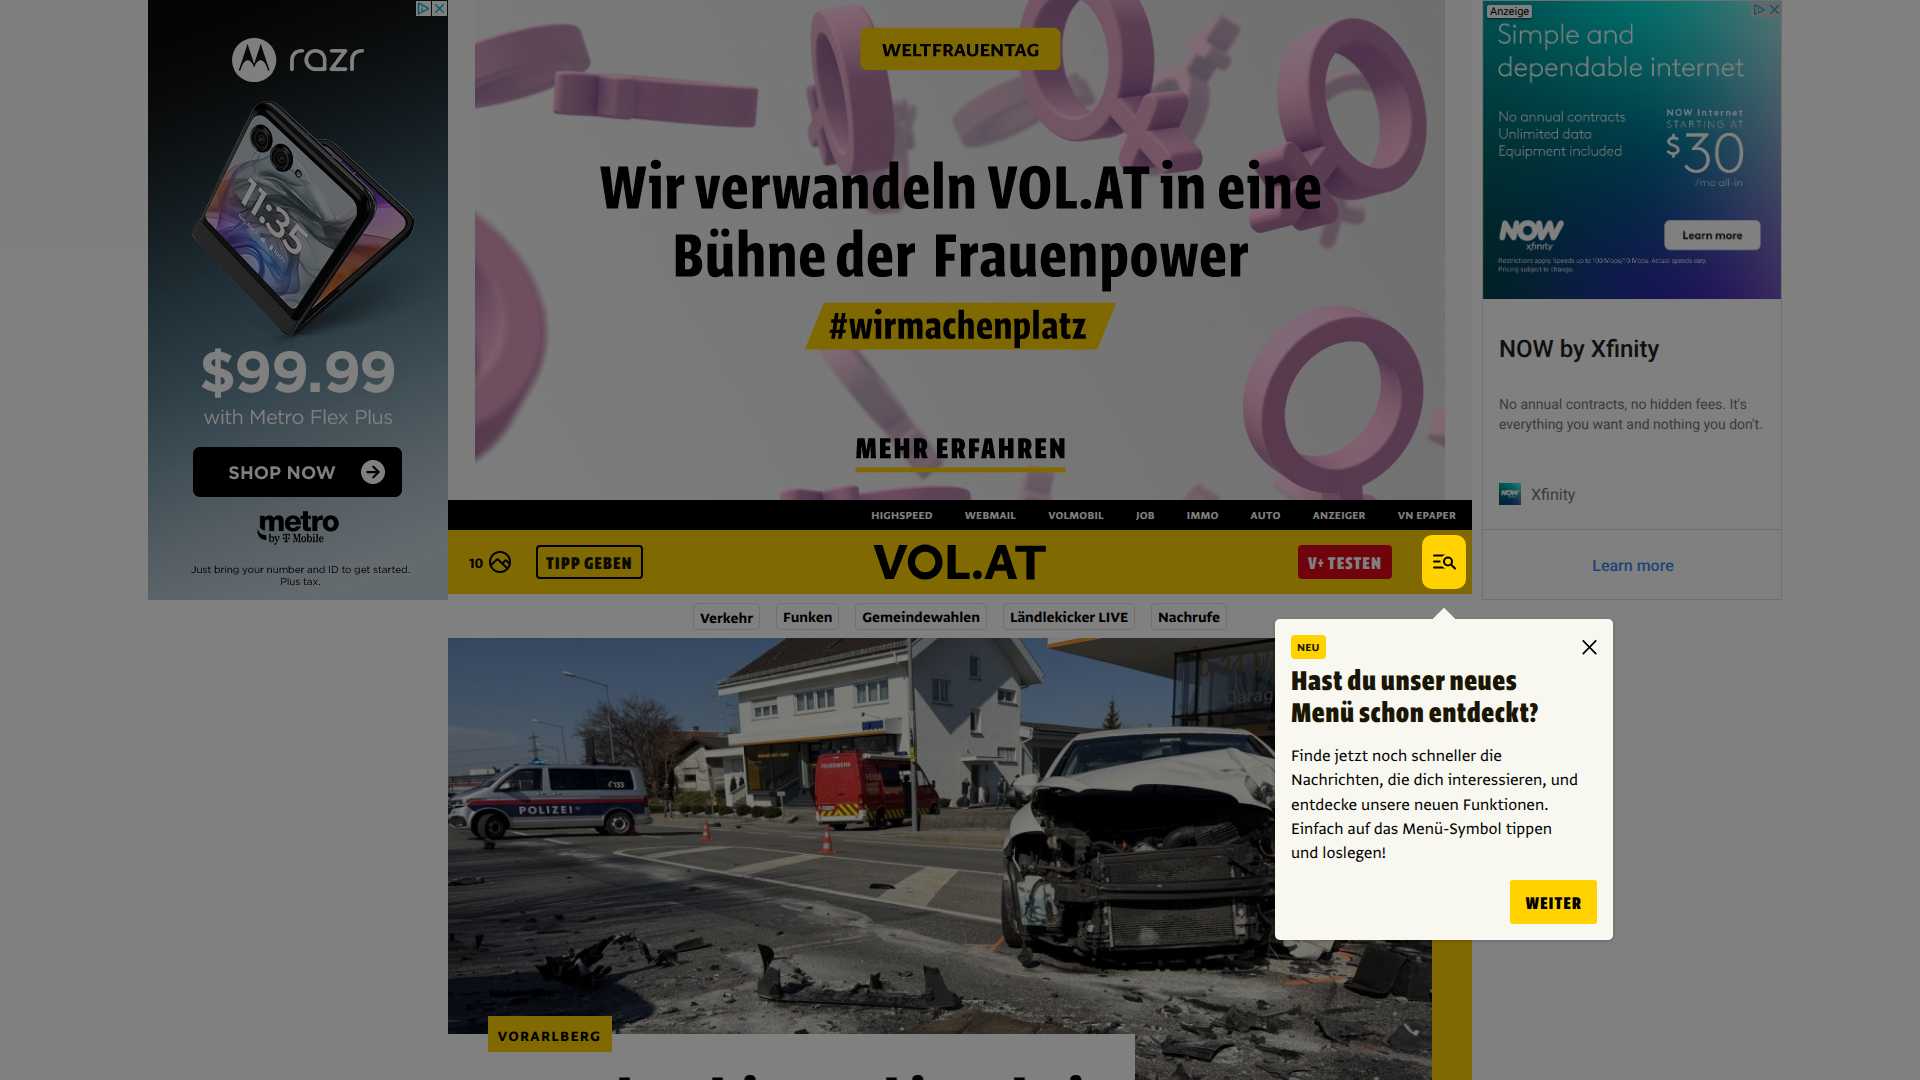 razr
11:35
$99.99
with Metro Flex Plus
SHOP NOW
metro
by T Mobile
Just bring your number and ID to get started.
Plus tax.
WELTFRAUENTAG
Wir verwandeln VOL.AT in eine
Bühne der Frauenpower
#wirmachenplatz
MEHR ERFAHREN
Anzeige
Simple and
dependable internet
No annual contracts
Unlimited data
Equipment included
NOW Internet
STARTING AT
$30
/mo all-in
NOW
xfinity
Learn more
Restrictions apply. Speeds up to 100 Mbps/10 Mbps. Actual speeds vary.
Pricing subject to change.
NOW by Xfinity
No annual contracts, no hidden fees. It's
everything you want and nothing you don't.
NOW
Xfinity
Learn more
HIGHSPEED WEBMAIL VOLMOBIL JOB IMMO AUTO ANZEIGER VN EPAPER
10
TIPP GEBEN
VOL.AT
V+ TESTEN
Verkehr Funken Gemeindewahlen Ländlekicker LIVE Nachrufe
NEU
Hast du unser neues
Menü schon entdeckt?
Finde jetzt noch schneller die
Nachrichten, die dich interessieren, und
entdecke unsere neuen Funktionen.
Einfach auf das Menü-Symbol tippen
und loslegen!
WEITER
POLIZEI
133
FEUERWEHR
VORARLBERG